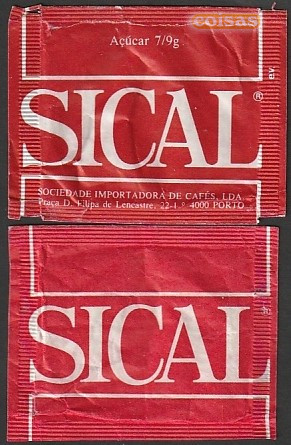 coisas
Açúcar 7/9g
SICAL®
SOCIEDADE IMPORTADORA DE CAFÉS, LDA.
Praça D. Filipa de Lencastre, 22-1.º 4000 PORTO
SICAL